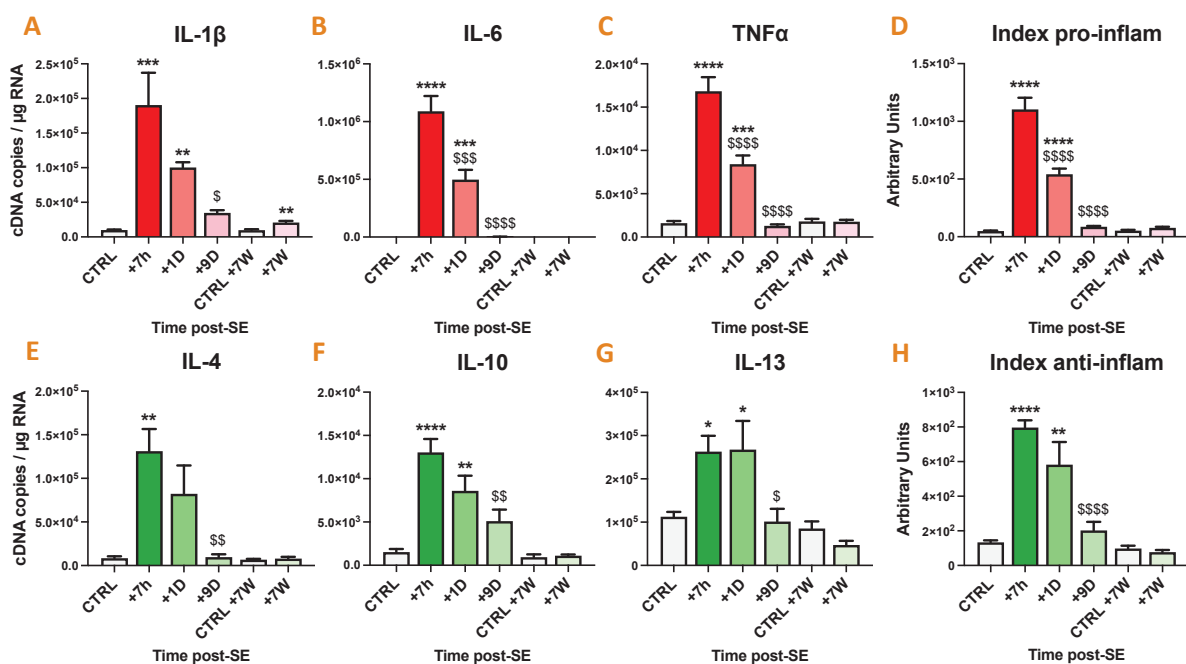 A IL-1β
cDNA copies / µg RNA
2.5×10⁵
2.0×10⁵
1.5×10⁵
1.0×10⁵
5.0×10⁴
0.0
***
**
$
**
CTRL +7h +1D +9D CTRL +7W +7W
Time post-SE
B IL-6
1.5×10⁶
1.0×10⁶
5.0×10⁵
0.0
****
***
$$$
$$$$
CTRL +7h +1D +9D CTRL +7W +7W
Time post-SE
C TNFα
2.0×10⁴
1.5×10⁴
1.0×10⁴
5.0×10³
0.0
****
***
$$$$
$$$$
CTRL +7h +1D +9D CTRL +7W +7W
Time post-SE
D Index pro-inflam
Arbitrary Units
1.5×10³
1.0×10³
5.0×10²
0.0
****
****
$$$$
$$$$
CTRL +7h +1D +9D CTRL +7W +7W
Time post-SE
E IL-4
cDNA copies / µg RNA
2.0×10⁵
1.5×10⁵
1.0×10⁵
5.0×10⁴
0.0
**
$$
CTRL +7h +1D +9D CTRL +7W +7W
Time post-SE
F IL-10
2.0×10⁴
1.5×10⁴
1.0×10⁴
5.0×10³
0.0
****
**
$$
CTRL +7h +1D +9D CTRL +7W +7W
Time post-SE
G IL-13
4×10⁵
3×10⁵
2×10⁵
1×10⁵
0
*
*
$
CTRL +7h +1D +9D CTRL +7W +7W
Time post-SE
H Index anti-inflam
Arbitrary Units
1×10³
8×10²
6×10²
4×10²
2×10²
0
****
**
$$$$
CTRL +7h +1D +9D CTRL +7W +7W
Time post-SE